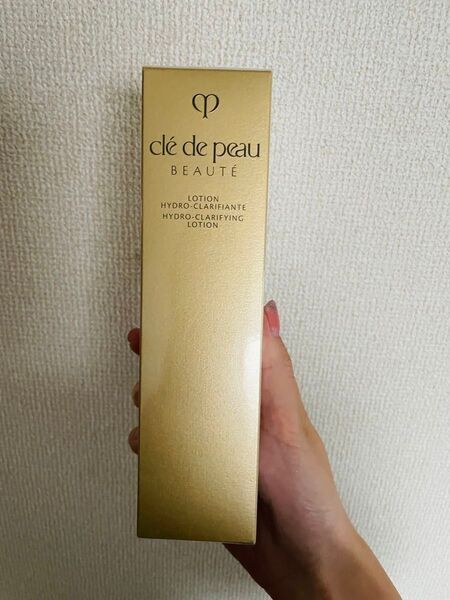 clé de peau
BEAUTÉ
LOTION
HYDRO-CLARIFIANTE
HYDRO-CLARIFYING
LOTION